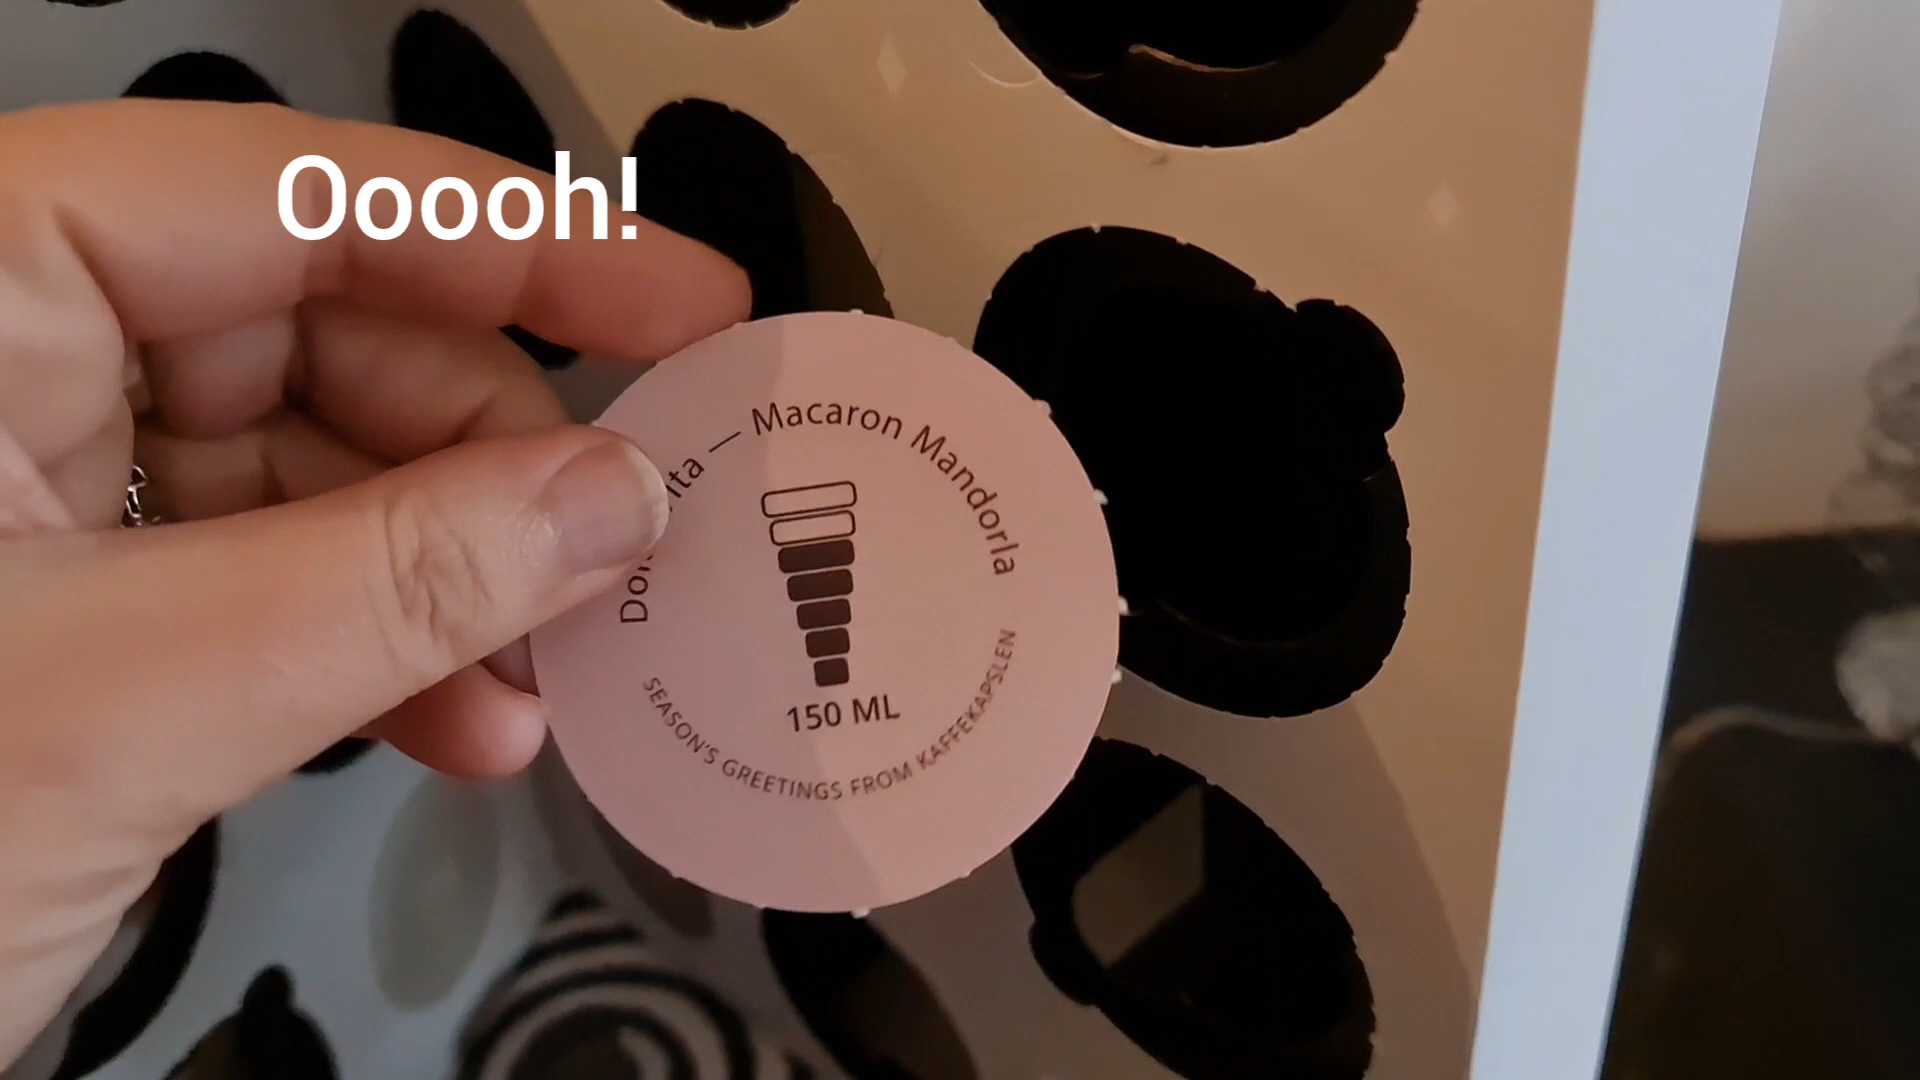 Ooooh!
— Macaron Mandorla
150 ML
SEASON'S GREETINGS FROM KAFFEKAPSLEN